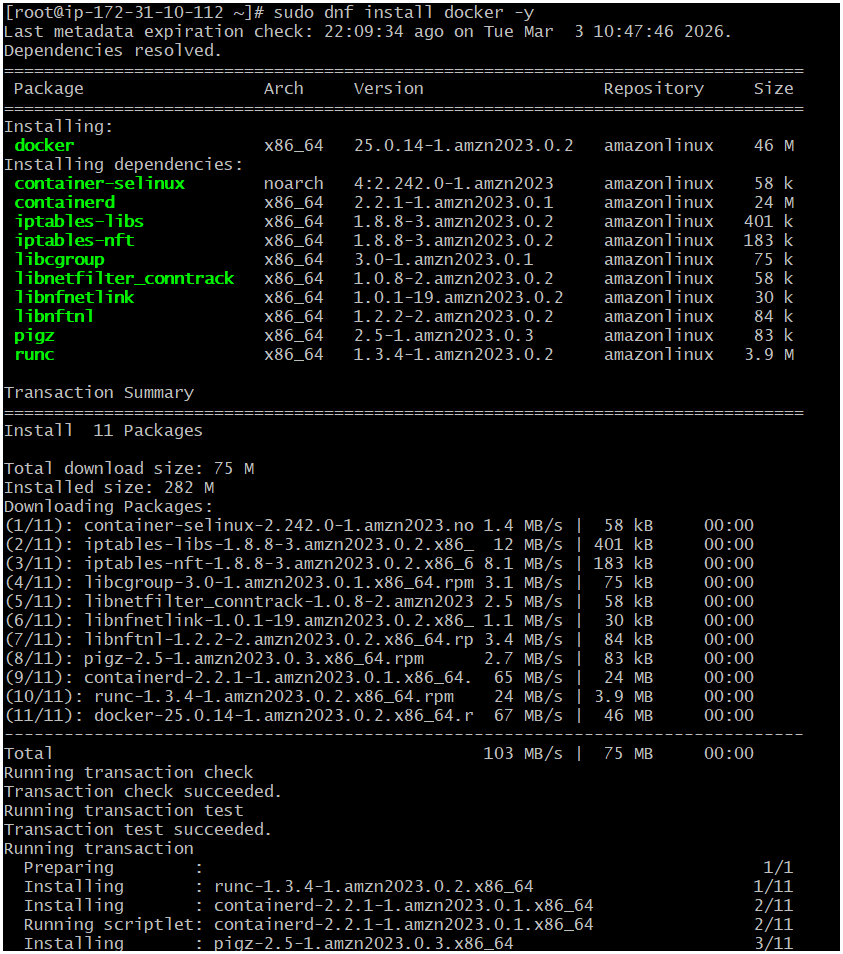 [root@ip-172-31-10-112 ~]# sudo dnf install docker -y
Last metadata expiration check: 22:09:34 ago on Tue Mar  3 10:47:46 2026.
Dependencies resolved.
================================================================================
 Package                  Arch     Version                  Repository     Size
================================================================================
Installing:
 docker                   x86_64   25.0.14-1.amzn2023.0.2   amazonlinux    46 M
Installing dependencies:
 container-selinux        noarch   4:2.242.0-1.amzn2023     amazonlinux    58 k
 containerd               x86_64   2.2.1-1.amzn2023.0.1     amazonlinux    24 M
 iptables-libs            x86_64   1.8.8-3.amzn2023.0.2     amazonlinux   401 k
 iptables-nft             x86_64   1.8.8-3.amzn2023.0.2     amazonlinux   183 k
 libcgroup                x86_64   3.0-1.amzn2023.0.1       amazonlinux    75 k
 libnetfilter_conntrack   x86_64   1.0.8-2.amzn2023.0.2     amazonlinux    58 k
 libnfnetlink             x86_64   1.0.1-19.amzn2023.0.2    amazonlinux    30 k
 libnftnl                 x86_64   1.2.2-2.amzn2023.0.2     amazonlinux    84 k
 pigz                     x86_64   2.5-1.amzn2023.0.3       amazonlinux    83 k
 runc                     x86_64   1.3.4-1.amzn2023.0.2     amazonlinux   3.9 M

Transaction Summary
================================================================================
Install  11 Packages

Total download size: 75 M
Installed size: 282 M
Downloading Packages:
(1/11): container-selinux-2.242.0-1.amzn2023.no 1.4 MB/s |  58 kB     00:00
(2/11): iptables-libs-1.8.8-3.amzn2023.0.2.x86_  12 MB/s | 401 kB     00:00
(3/11): iptables-nft-1.8.8-3.amzn2023.0.2.x86_6 8.1 MB/s | 183 kB     00:00
(4/11): libcgroup-3.0-1.amzn2023.0.1.x86_64.rpm 3.1 MB/s |  75 kB     00:00
(5/11): libnetfilter_conntrack-1.0.8-2.amzn2023 2.5 MB/s |  58 kB     00:00
(6/11): libnfnetlink-1.0.1-19.amzn2023.0.2.x86_ 1.1 MB/s |  30 kB     00:00
(7/11): libnftnl-1.2.2-2.amzn2023.0.2.x86_64.rp 3.4 MB/s |  84 kB     00:00
(8/11): pigz-2.5-1.amzn2023.0.3.x86_64.rpm      2.7 MB/s |  83 kB     00:00
(9/11): containerd-2.2.1-1.amzn2023.0.1.x86_64.  65 MB/s |  24 MB     00:00
(10/11): runc-1.3.4-1.amzn2023.0.2.x86_64.rpm    24 MB/s | 3.9 MB     00:00
(11/11): docker-25.0.14-1.amzn2023.0.2.x86_64.r  67 MB/s |  46 MB     00:00
--------------------------------------------------------------------------------
Total                                           103 MB/s |  75 MB     00:00
Running transaction check
Transaction check succeeded.
Running transaction test
Transaction test succeeded.
Running transaction
  Preparing        :                                                        1/1
  Installing       : runc-1.3.4-1.amzn2023.0.2.x86_64                      1/11
  Installing       : containerd-2.2.1-1.amzn2023.0.1.x86_64                2/11
  Running scriptlet: containerd-2.2.1-1.amzn2023.0.1.x86_64                2/11
  Installing       : pigz-2.5-1.amzn2023.0.3.x86_64                        3/11